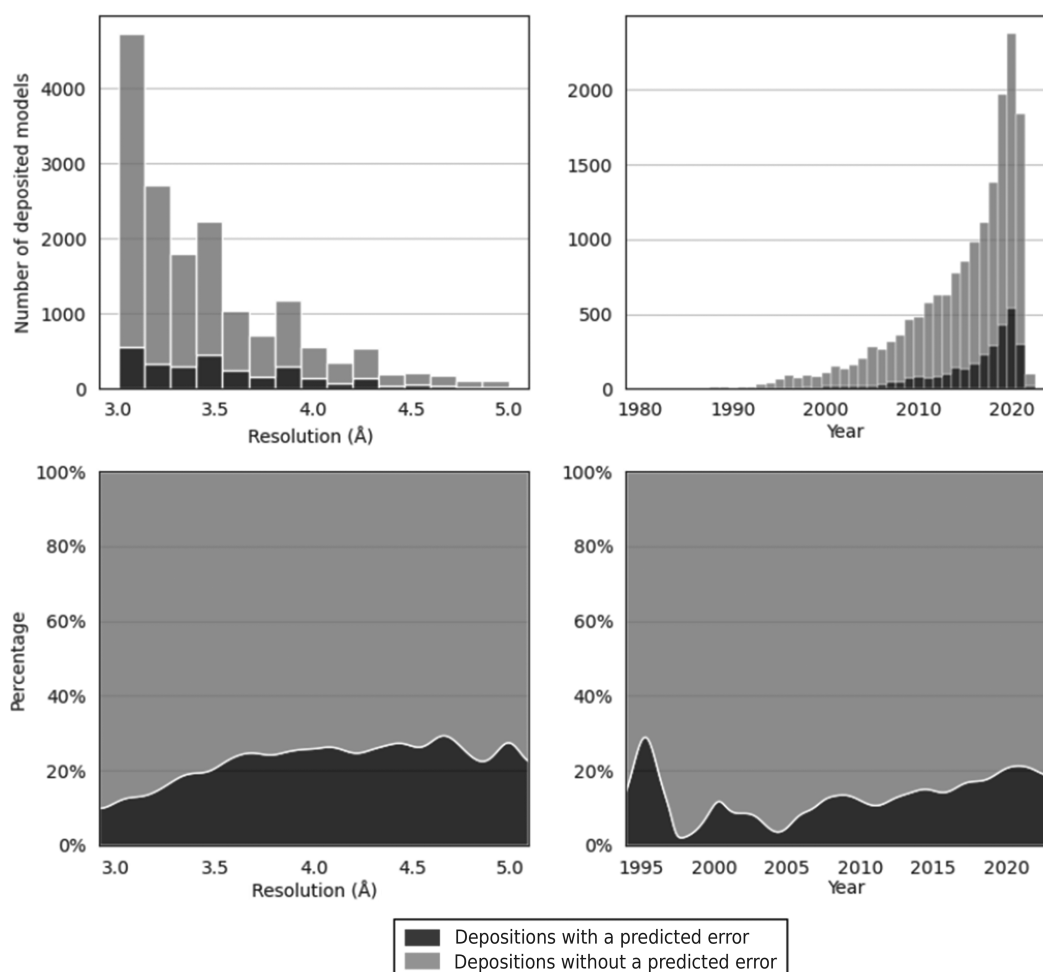 Number of deposited models
4000
3000
2000
1000
0
3.0 3.5 4.0 4.5 5.0
Resolution (Å)
2000
1500
1000
500
0
1980 1990 2000 2010 2020
Year
Percentage
100%
80%
60%
40%
20%
0%
3.0 3.5 4.0 4.5 5.0
Resolution (Å)
100%
80%
60%
40%
20%
0%
1995 2000 2005 2010 2015 2020
Year
Depositions with a predicted error
Depositions without a predicted error